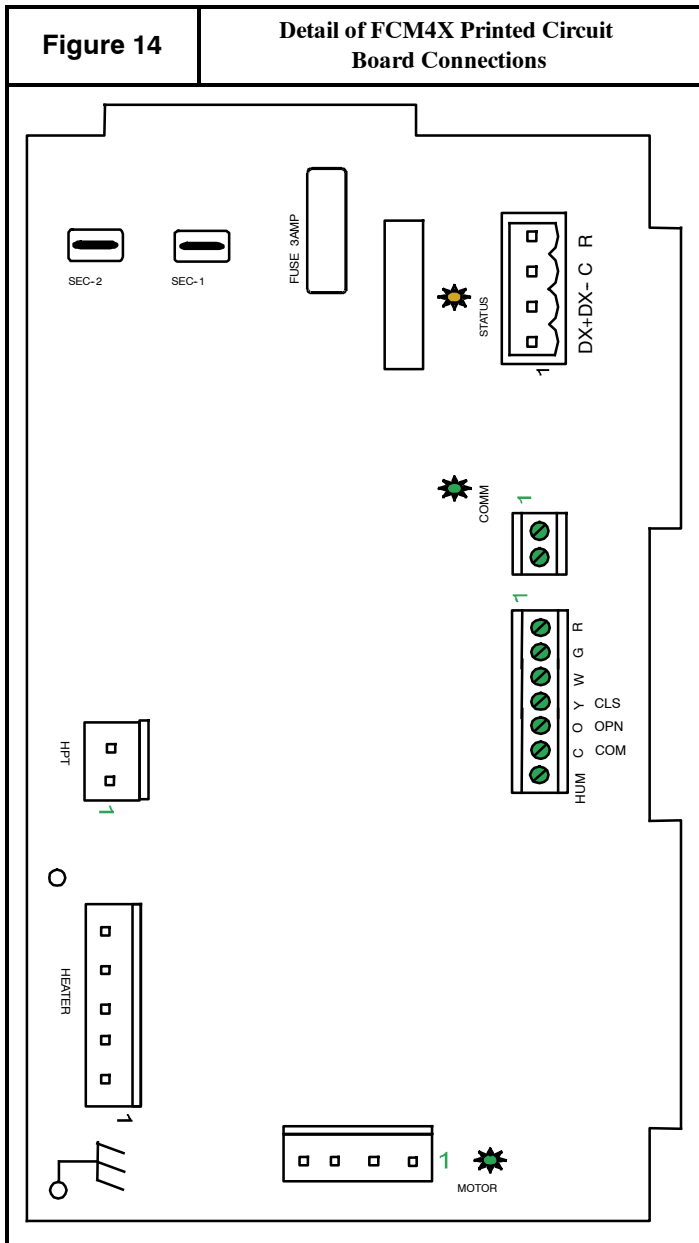 Figure 14
Detail of FCM4X Printed Circuit
Board Connections
SEC-2
SEC-1
FUSE 3AMP
STATUS
DX+DX- C R
1
COMM
1
1
R
G
W
Y CLS
O OPN
C COM
HUM
HPT
1
HEATER
1
1
MOTOR